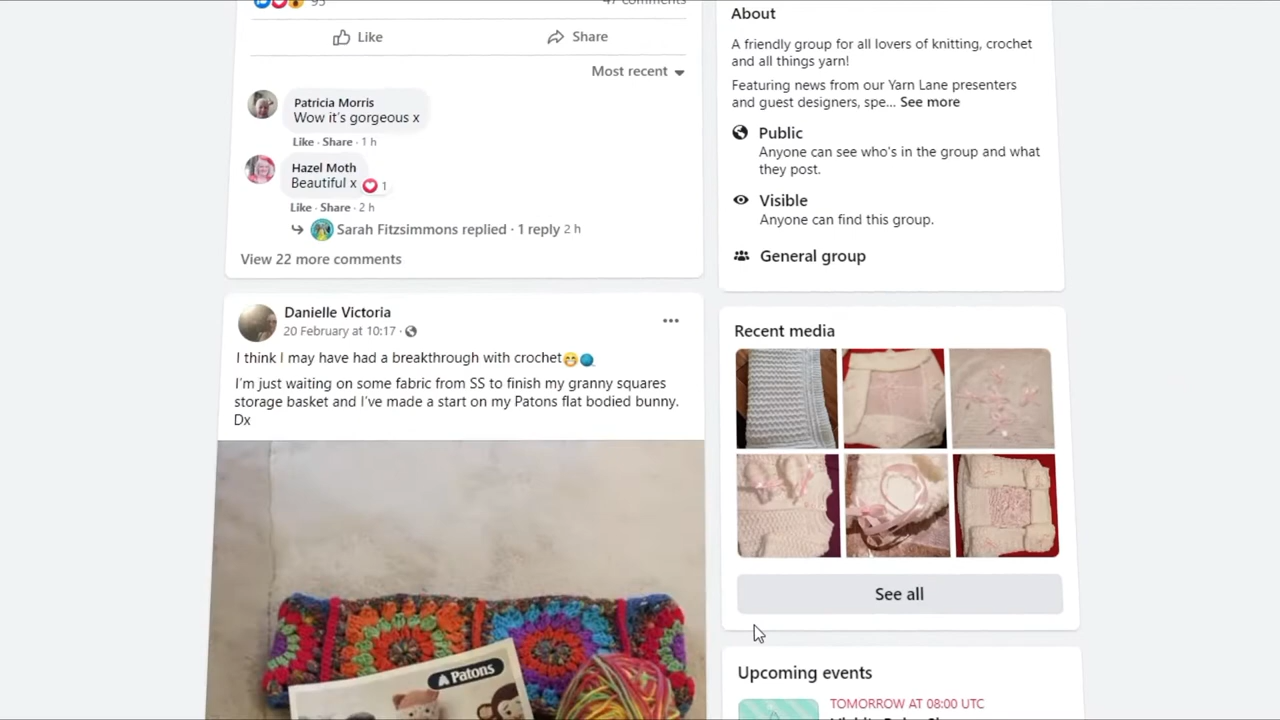 95
47 comments
Like
Share
Most recent
Patricia Morris
Wow it's gorgeous x
Like · Share · 1 h
Hazel Moth
Beautiful x
1
Like · Share · 2 h
Sarah Fitzsimmons replied · 1 reply 2 h
View 22 more comments
Danielle Victoria
20 February at 10:17 ·
I think I may have had a breakthrough with crochet
I'm just waiting on some fabric from SS to finish my granny squares
storage basket and I've made a start on my Patons flat bodied bunny.
Dx
Patons
About
A friendly group for all lovers of knitting, crochet
and all things yarn!
Featuring news from our Yarn Lane presenters
and guest designers, spe... See more
Public
Anyone can see who's in the group and what
they post.
Visible
Anyone can find this group.
General group
Recent media
See all
Upcoming events
TOMORROW AT 08:00 UTC